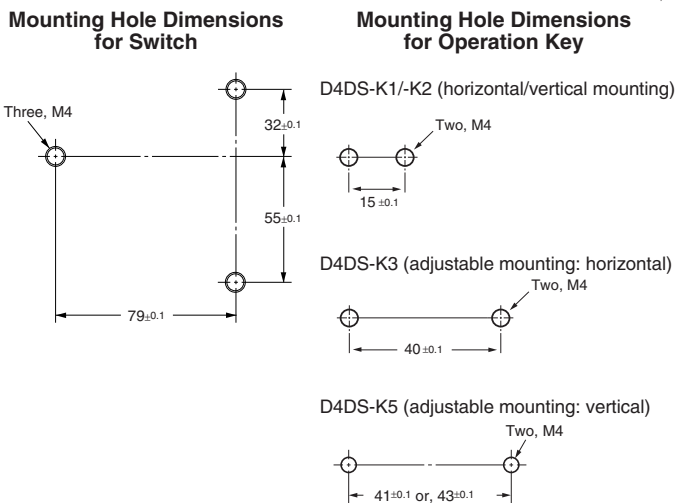 Mounting Hole Dimensions
for Switch
Three, M4
32±0.1
55±0.1
79±0.1
Mounting Hole Dimensions
for Operation Key
D4DS-K1/-K2 (horizontal/vertical mounting)
Two, M4
15 ±0.1
D4DS-K3 (adjustable mounting: horizontal)
Two, M4
40 ±0.1
D4DS-K5 (adjustable mounting: vertical)
Two, M4
41±0.1 or, 43±0.1